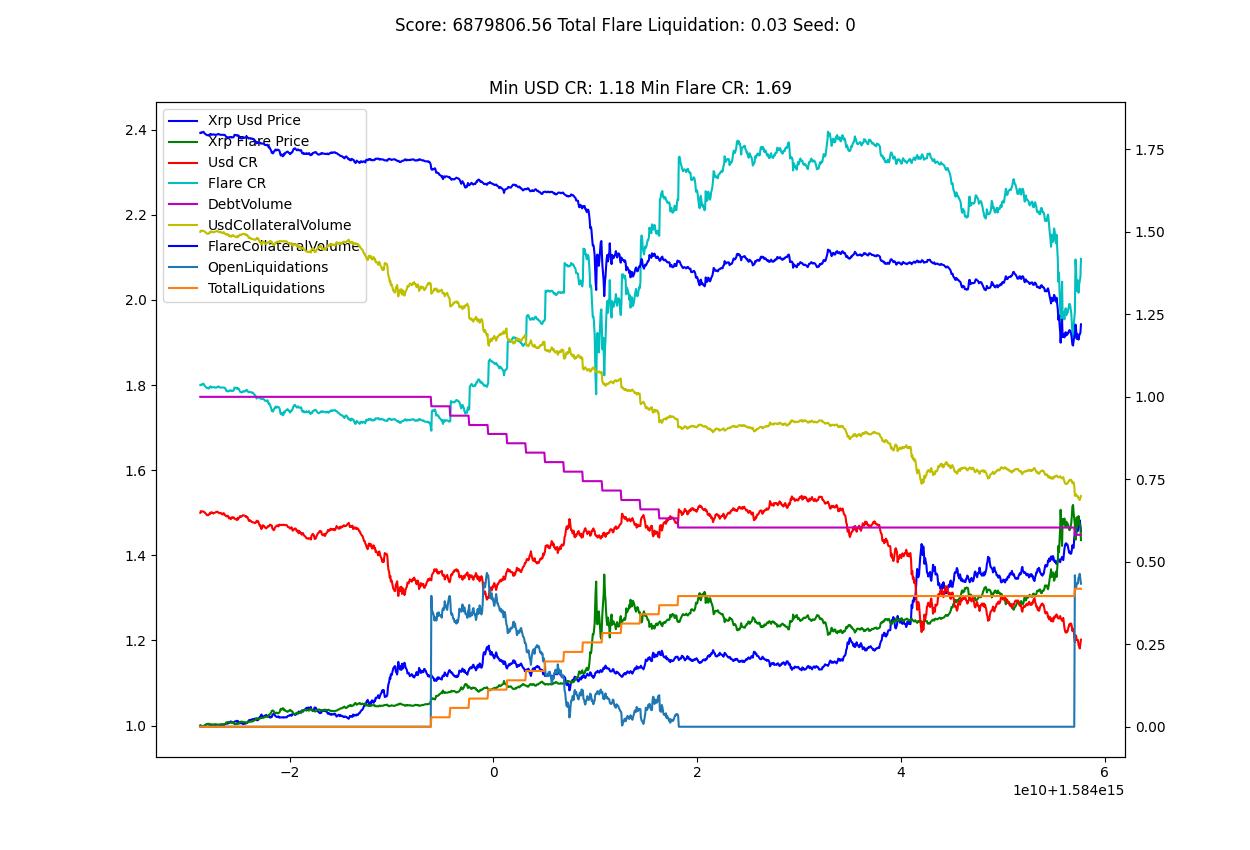 Score: 6879806.56 Total Flare Liquidation: 0.03 Seed: 0
Min USD CR: 1.18 Min Flare CR: 1.69
Xrp Usd Price
Xrp Flare Price
Usd CR
Flare CR
DebtVolume
UsdCollateralVolume
FlareCollateralVolume
OpenLiquidations
TotalLiquidations
2.4
2.2
2.0
1.8
1.6
1.4
1.2
1.0
1.75
1.50
1.25
1.00
0.75
0.50
0.25
0.00
−2
0
2
4
6
1e10+1.584e15